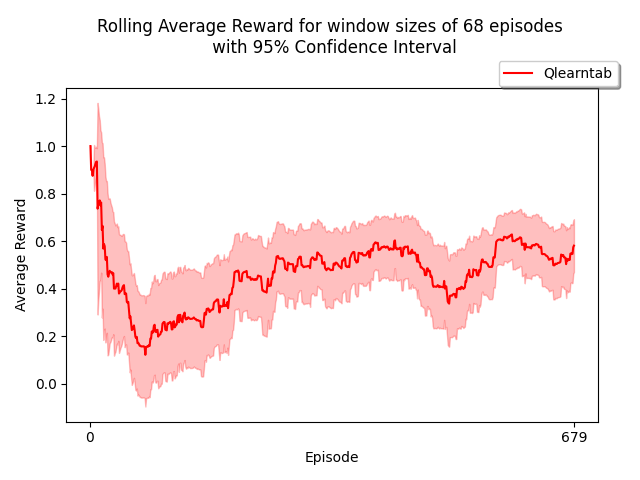 Rolling Average Reward for window sizes of 68 episodes
with 95% Confidence Interval
Qlearntab
1.2
1.0
0.8
0.6
0.4
0.2
0.0
Average Reward
0
679
Episode